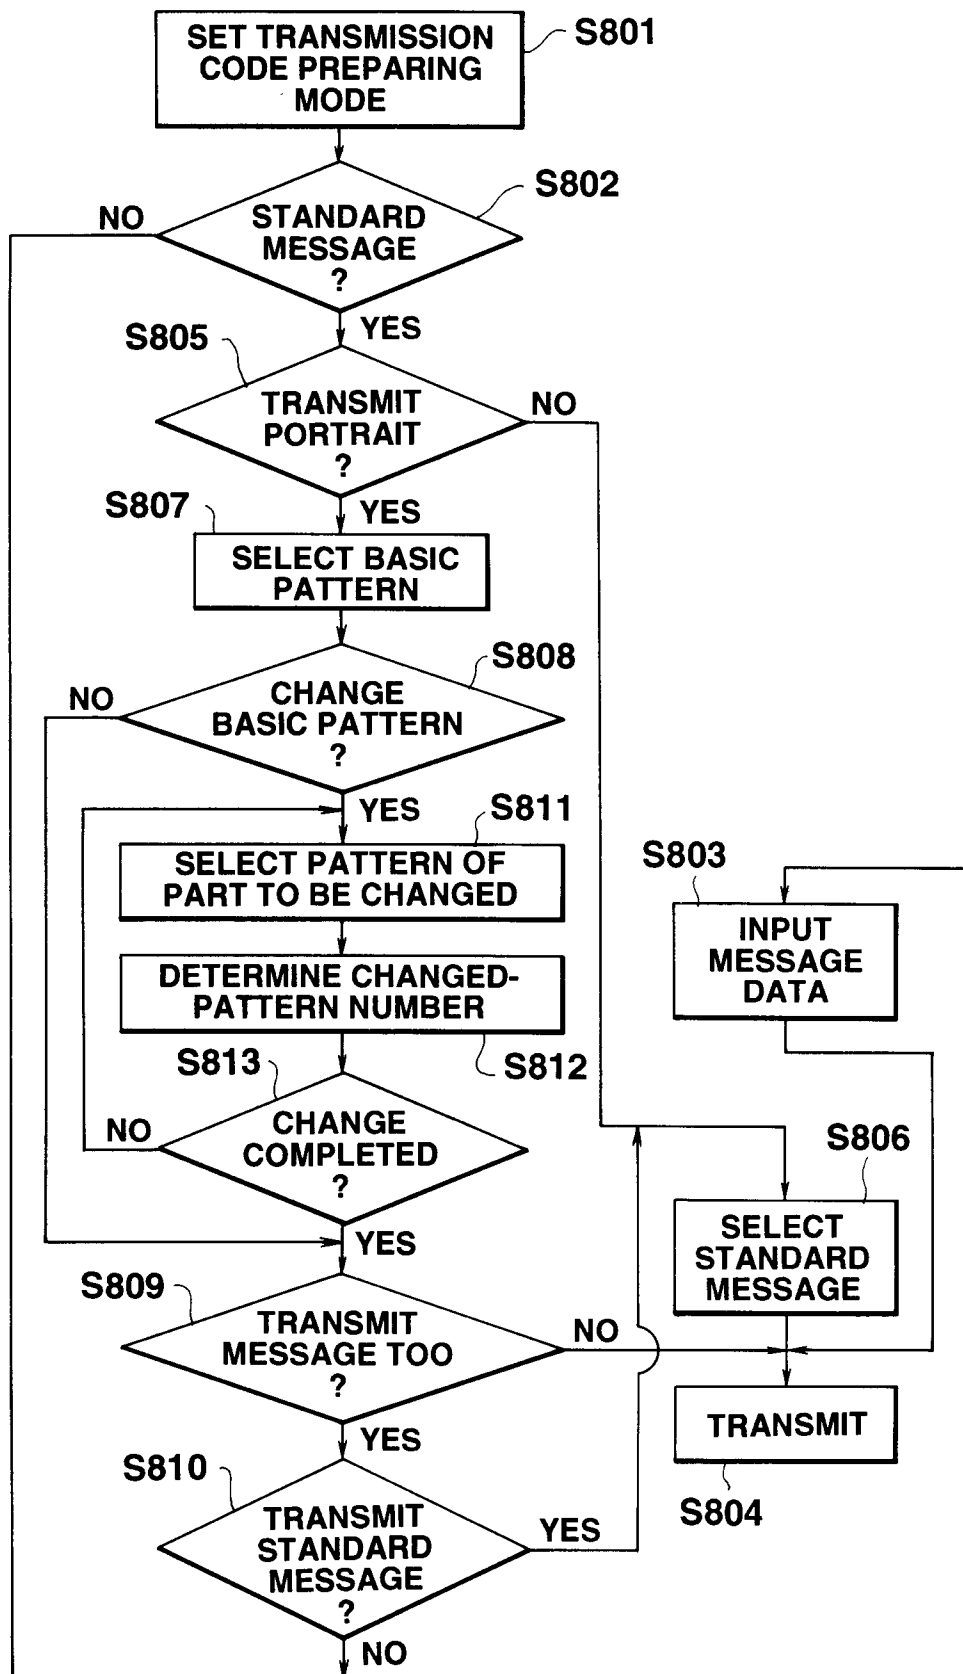 SET TRANSMISSION
CODE PREPARING
MODE
S801
S802
NO
STANDARD
MESSAGE
?
YES
S805
TRANSMIT
PORTRAIT
?
NO
YES
S807
SELECT BASIC
PATTERN
S808
NO
CHANGE
BASIC PATTERN
?
YES
S811
SELECT PATTERN OF
PART TO BE CHANGED
DETERMINE CHANGED-
PATTERN NUMBER
S812
S813
NO
CHANGE
COMPLETED
?
YES
S803
INPUT
MESSAGE
DATA
S806
SELECT
STANDARD
MESSAGE
S809
TRANSMIT
MESSAGE TOO
?
NO
YES
TRANSMIT
S804
S810
TRANSMIT
STANDARD
MESSAGE
?
YES
NO